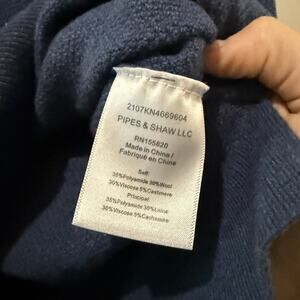 2107KN4669604
PIPES & SHAW LLC
RN155820
Made in China /
Fabriqué en Chine
Self:
35%Polyamide 30%Wool
30%Viscose 5%Cashmere
Principal:
35%Polyamide 30%Laine
30%Viscose 5%Cachemire